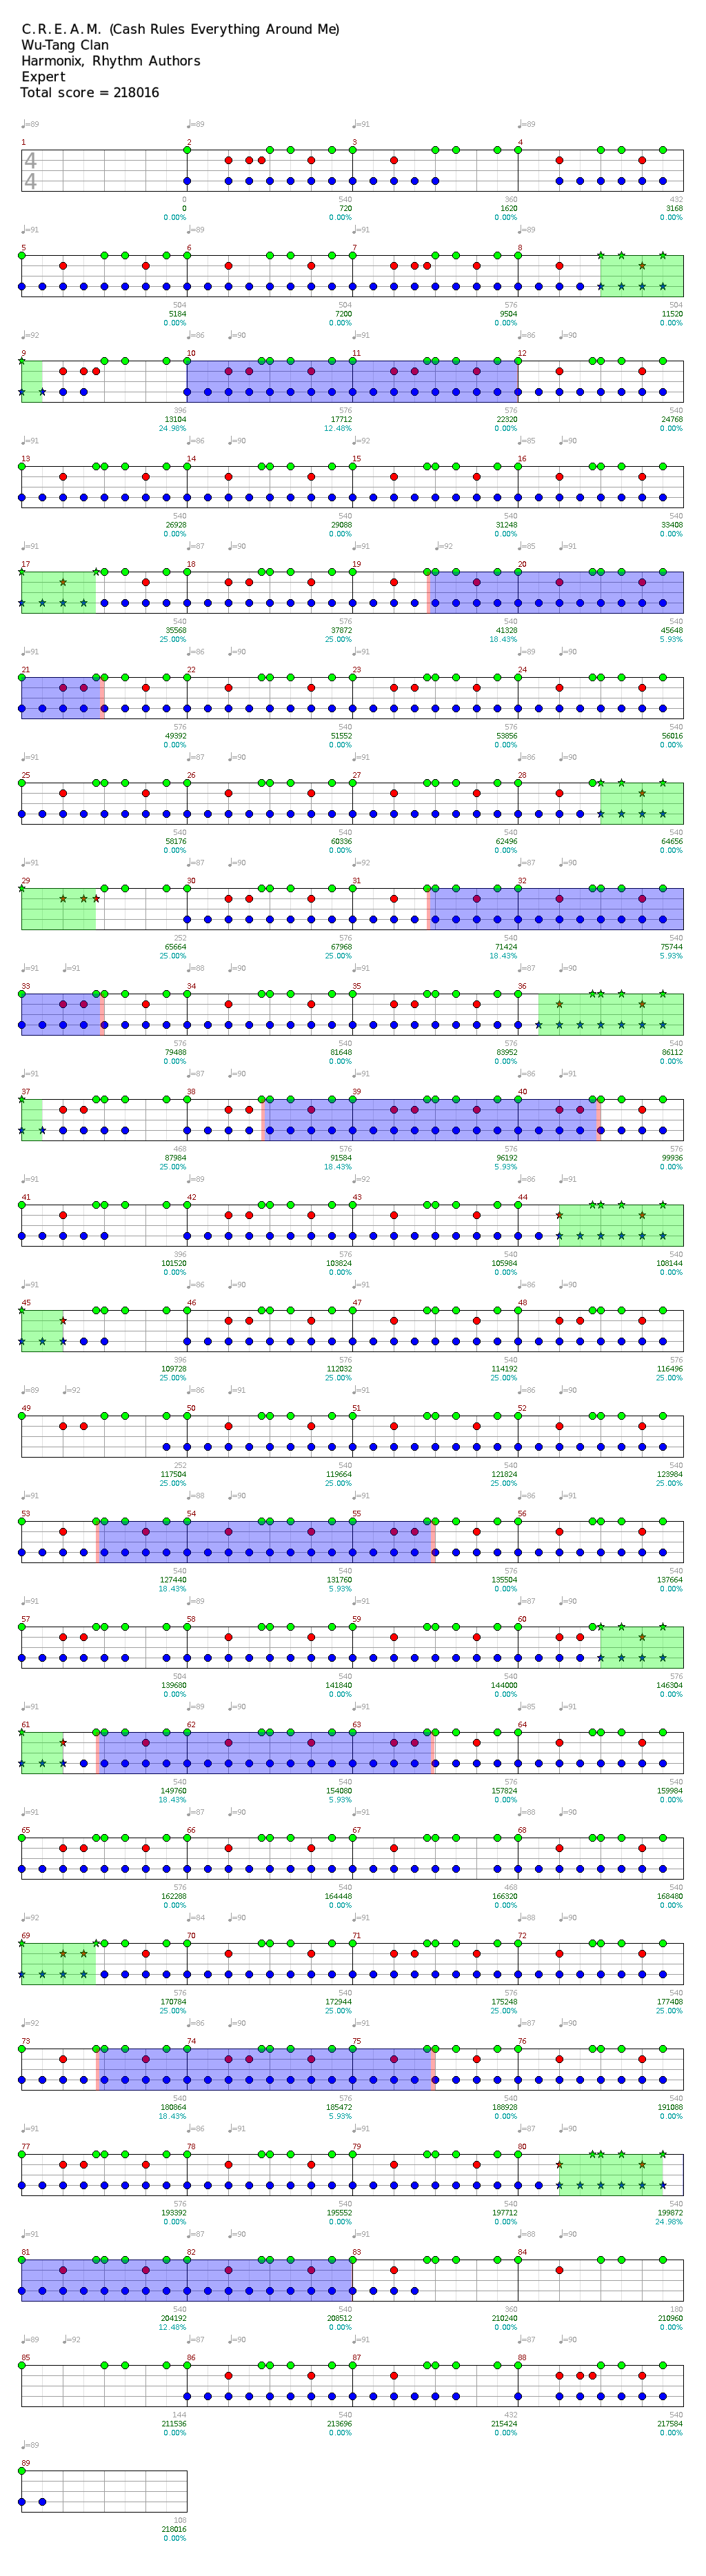 C.R.E.A.M. (Cash Rules Everything Around Me)
Wu-Tang Clan
Harmonix, Rhythm Authors
Expert
Total score = 218016
♩=89 ♩=89 ♩=91 ♩=89
1 2 3 4
4
4
0 540 360 432
0 720 1620 3168
0.00% 0.00% 0.00% 0.00%
♩=91 ♩=89 ♩=91 ♩=89
5 6 7 8
504 504 576 504
5184 7200 9504 11520
0.00% 0.00% 0.00% 0.00%
♩=92 ♩=86 ♩=90 ♩=91 ♩=89
9 10 11 12
396 576 576 540
13104 17712 22320 24768
24.98% 12.48% 0.00% 0.00%
♩=91 ♩=86 ♩=90 ♩=92 ♩=85 ♩=90
13 14 15 16
540 540 540 540
26928 29088 31248 33408
0.00% 0.00% 0.00% 0.00%
♩=91 ♩=87 ♩=90 ♩=91 ♩=92 ♩=85 ♩=91
17 18 19 20
540 576 540 540
35568 37872 41328 45648
25.00% 25.00% 18.43% 5.93%
♩=91 ♩=86 ♩=90 ♩=91 ♩=89 ♩=90
21 22 23 24
576 540 576 540
49392 51552 53856 56016
0.00% 0.00% 0.00% 0.00%
♩=91 ♩=87 ♩=90 ♩=91 ♩=86 ♩=90
25 26 27 28
540 540 540 540
58176 60336 62496 64656
0.00% 0.00% 0.00% 0.00%
♩=91 ♩=87 ♩=90 ♩=92 ♩=87 ♩=90
29 30 31 32
252 576 540 540
65664 67968 71424 75744
25.00% 25.00% 18.43% 5.93%
♩=91 ♩=91 ♩=88 ♩=90 ♩=91 ♩=87 ♩=90
33 34 35 36
576 540 576 540
79488 81648 83952 86112
0.00% 0.00% 0.00% 0.00%
♩=91 ♩=89 ♩=90 ♩=91 ♩=86 ♩=91
37 38 39 40
468 576 576 576
87984 91584 96192 99936
25.00% 18.43% 5.93% 0.00%
♩=91 ♩=89 ♩=92 ♩=89 ♩=91
41 42 43 44
396 576 540 540
101520 103824 105984 108144
0.00% 0.00% 0.00% 0.00%
♩=91 ♩=87 ♩=90 ♩=91 ♩=86 ♩=90
45 46 47 48
396 576 540 576
109728 112032 114192 116496
25.00% 25.00% 25.00% 25.00%
♩=89 ♩=92 ♩=86 ♩=91 ♩=91 ♩=86 ♩=90
49 50 51 52
252 540 540 540
117504 119664 121824 123984
25.00% 25.00% 25.00% 25.00%
♩=91 ♩=88 ♩=90 ♩=91 ♩=86 ♩=91
53 54 55 56
540 540 576 540
127440 131760 135504 137664
18.43% 5.93% 0.00% 0.00%
♩=91 ♩=89 ♩=91 ♩=87 ♩=90
57 58 59 60
504 540 540 576
139680 141840 144000 146304
0.00% 0.00% 0.00% 0.00%
♩=91 ♩=89 ♩=90 ♩=91 ♩=85 ♩=91
61 62 63 64
540 540 576 540
149760 154080 157824 159984
18.43% 5.93% 0.00% 0.00%
♩=91 ♩=87 ♩=90 ♩=91 ♩=88 ♩=90
65 66 67 68
576 540 468 540
162288 164448 166320 168480
0.00% 0.00% 0.00% 0.00%
♩=92 ♩=84 ♩=90 ♩=91 ♩=88 ♩=90
69 70 71 72
576 540 576 540
170784 172944 175248 177408
25.00% 25.00% 25.00% 25.00%
♩=92 ♩=86 ♩=90 ♩=91 ♩=87 ♩=90
73 74 75 76
540 576 540 540
180864 185472 188928 191088
18.43% 5.93% 0.00% 0.00%
♩=91 ♩=86 ♩=91 ♩=91 ♩=87 ♩=90
77 78 79 80
576 540 540 540
193392 195552 197712 199872
0.00% 0.00% 0.00% 24.98%
♩=91 ♩=87 ♩=90 ♩=91 ♩=88 ♩=90
81 82 83 84
540 540 360 180
204192 208512 210240 210960
12.48% 0.00% 0.00% 0.00%
♩=89 ♩=92 ♩=87 ♩=90 ♩=91 ♩=87 ♩=90
85 86 87 88
144 540 432 540
211536 213696 215424 217584
0.00% 0.00% 0.00% 0.00%
♩=89
89
108
218016
0.00%